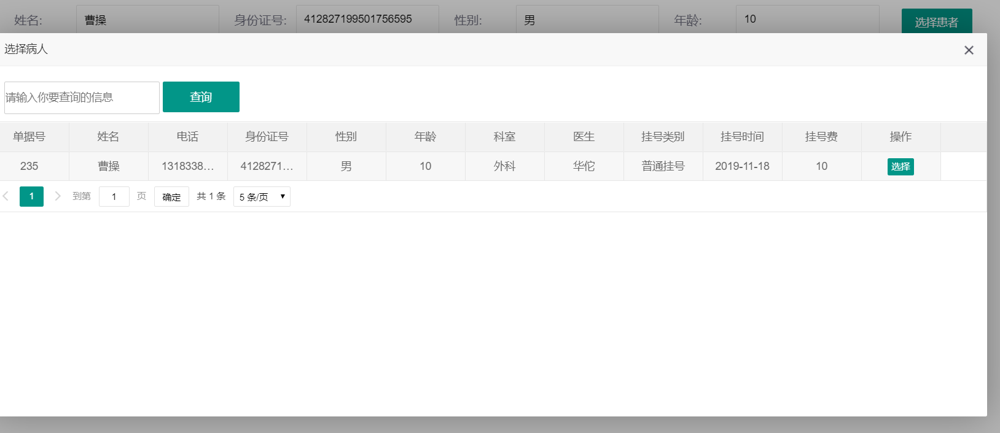 姓名: 曹操 身份证号: 412827199501756595 性别: 男 年龄: 10 选择患者
选择病人
请输入你要查询的信息 查询
单据号 姓名 电话 身份证号 性别 年龄 科室 医生 挂号类别 挂号时间 挂号费 操作
235 曹操 1318338... 4128271... 男 10 外科 华佗 普通挂号 2019-11-18 10 选择
1 到第 1 页 确定 共 1 条 5 条/页